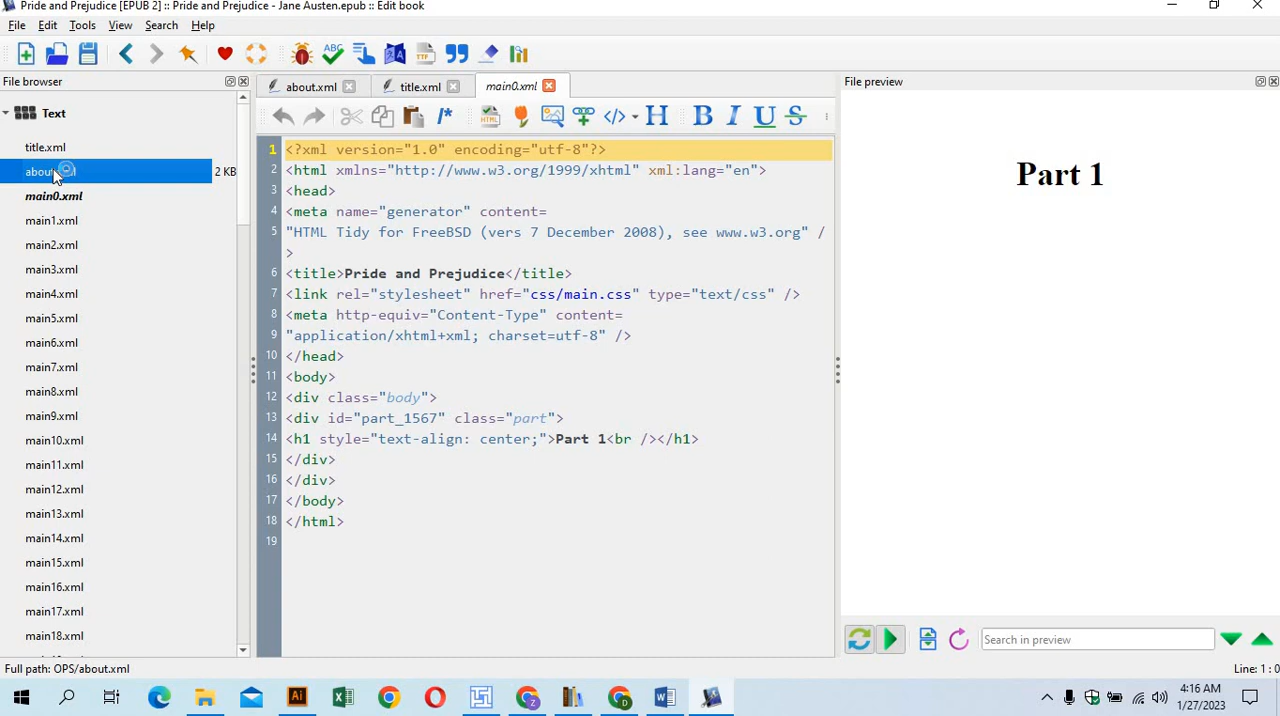 Pride and Prejudice [EPUB 2] :: Pride and Prejudice - Jane Austen.epub :: Edit book
File Edit Tools View Search Help
File browser
about.xml title.xml main0.xml
File preview
Text
title.xml
2 KB
main0.xml
main1.xml
main2.xml
main3.xml
main4.xml
main5.xml
main6.xml
main7.xml
main8.xml
main9.xml
main10.xml
main11.xml
main12.xml
main13.xml
main14.xml
main15.xml
main16.xml
main17.xml
main18.xml
1 <?xml version="1.0" encoding="utf-8"?>
2 <html xmlns="http://www.w3.org/1999/xhtml" xml:lang="en">
3 <head>
4 <meta name="generator" content=
5 "HTML Tidy for FreeBSD (vers 7 December 2008), see www.w3.org" /
>
6 <title>Pride and Prejudice</title>
7 <link rel="stylesheet" href="css/main.css" type="text/css" />
8 <meta http-equiv="Content-Type" content=
9 "application/xhtml+xml; charset=utf-8" />
10 </head>
11 <body>
12 <div class="body">
13 <div id="part_1567" class="part">
14 <h1 style="text-align: center;">Part 1<br /></h1>
15 </div>
16 </div>
17 </body>
18 </html>
19
Part 1
Search in preview
Full path: OPS/about.xml
Line: 1 : 0
4:16 AM
1/27/2023